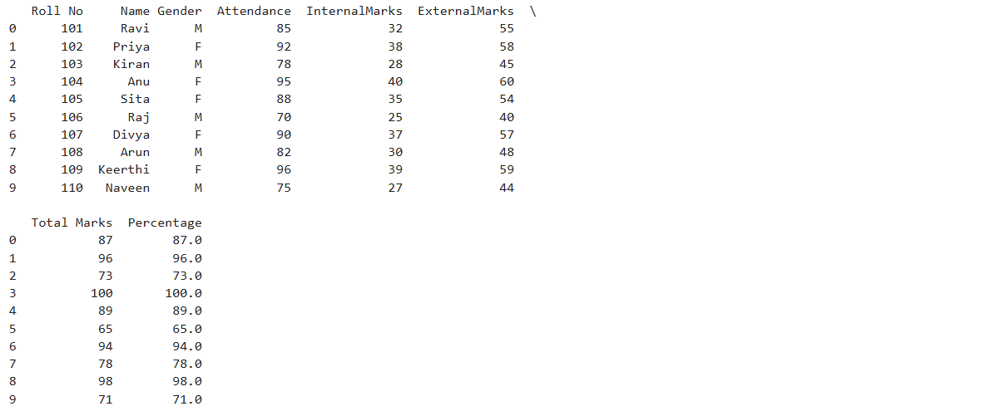 Roll No     Name Gender  Attendance  InternalMarks  ExternalMarks  \
0      101     Ravi      M          85             32             55
1      102    Priya      F          92             38             58
2      103    Kiran      M          78             28             45
3      104      Anu      F          95             40             60
4      105     Sita      F          88             35             54
5      106      Raj      M          70             25             40
6      107    Divya      F          90             37             57
7      108     Arun      M          82             30             48
8      109  Keerthi      F          96             39             59
9      110   Naveen      M          75             27             44
   Total Marks  Percentage
0           87        87.0
1           96        96.0
2           73        73.0
3          100       100.0
4           89        89.0
5           65        65.0
6           94        94.0
7           78        78.0
8           98        98.0
9           71        71.0